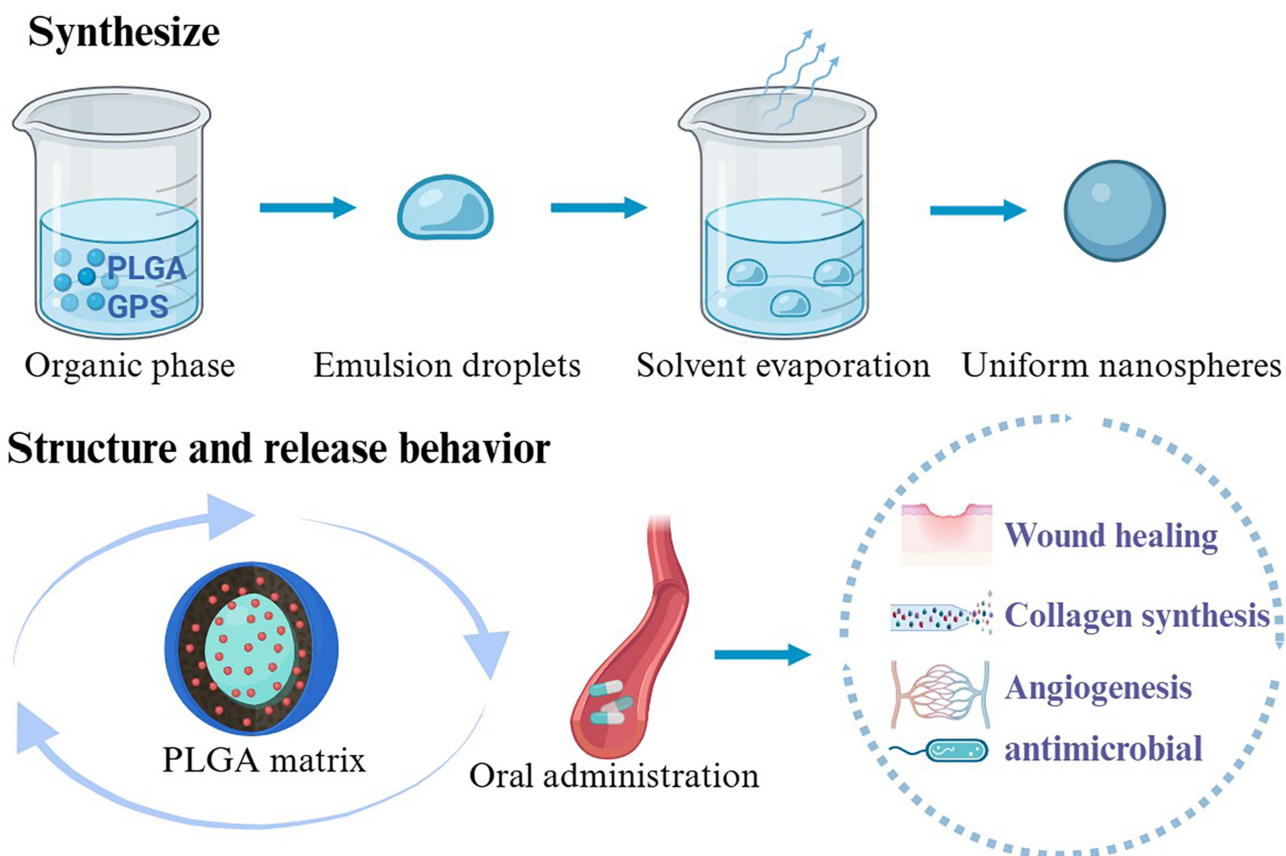 Synthesize
PLGA
GPS
Organic phase
Emulsion droplets
Solvent evaporation
Uniform nanospheres
Structure and release behavior
PLGA matrix
Oral administration
Wound healing
Collagen synthesis
Angiogenesis
antimicrobial